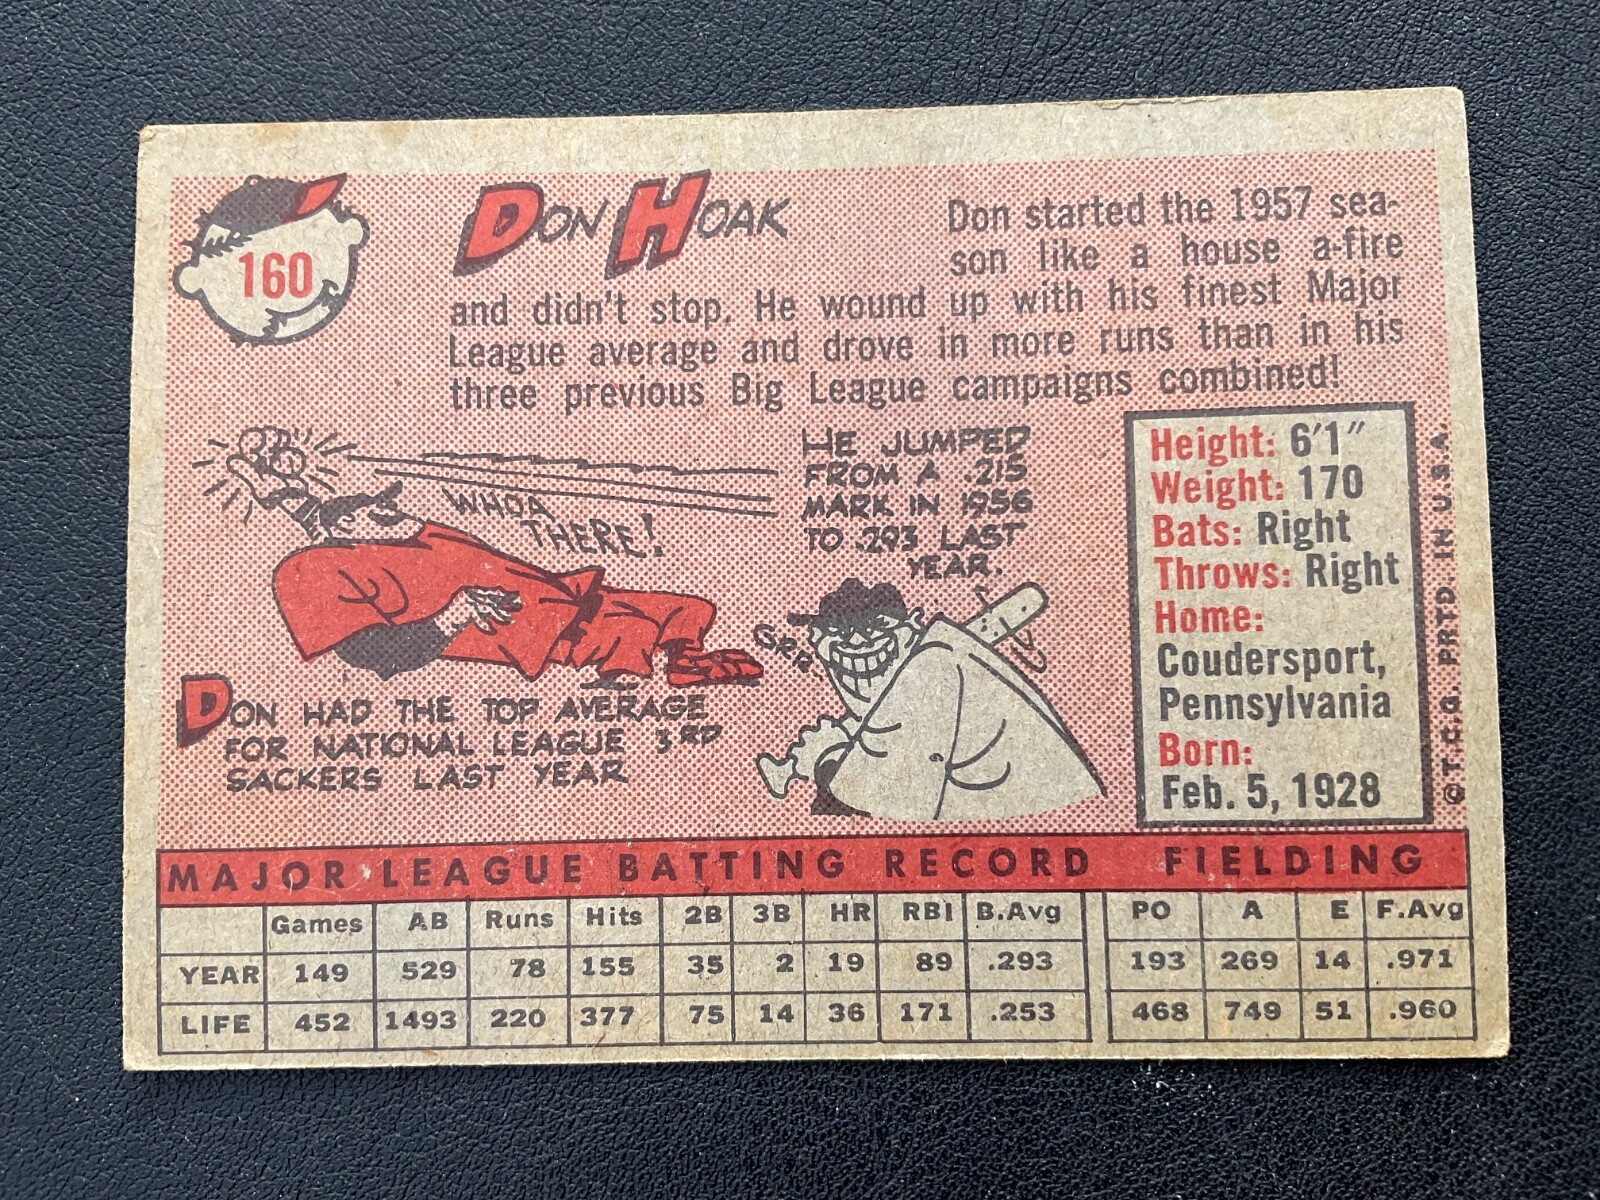 160
DON HOAK
Don started the 1957 sea-
son like a house a-fire
and didn't stop. He wound up with his finest Major
League average and drove in more runs than in his
three previous Big League campaigns combined!
WHOA
THERE!
DON HAD THE TOP AVERAGE
FOR NATIONAL LEAGUE 3RD
SACKERS LAST YEAR
HE JUMPED
FROM A .215
MARK IN 1956
TO .293 LAST
YEAR.
GRR
Height: 6'1"
Weight: 170
Bats: Right
Throws: Right
Home:
Coudersport,
Pennsylvania
Born:
Feb. 5, 1928
©T.C.G. PRTD. IN U.S.A.
MAJOR LEAGUE BATTING RECORD FIELDING
Games AB Runs Hits 2B 3B HR RBI B.Avg PO A E F.Avg
YEAR 149 529 78 155 35 2 19 89 .293 193 269 14 .971
LIFE 452 1493 220 377 75 14 36 171 .253 468 749 51 .960